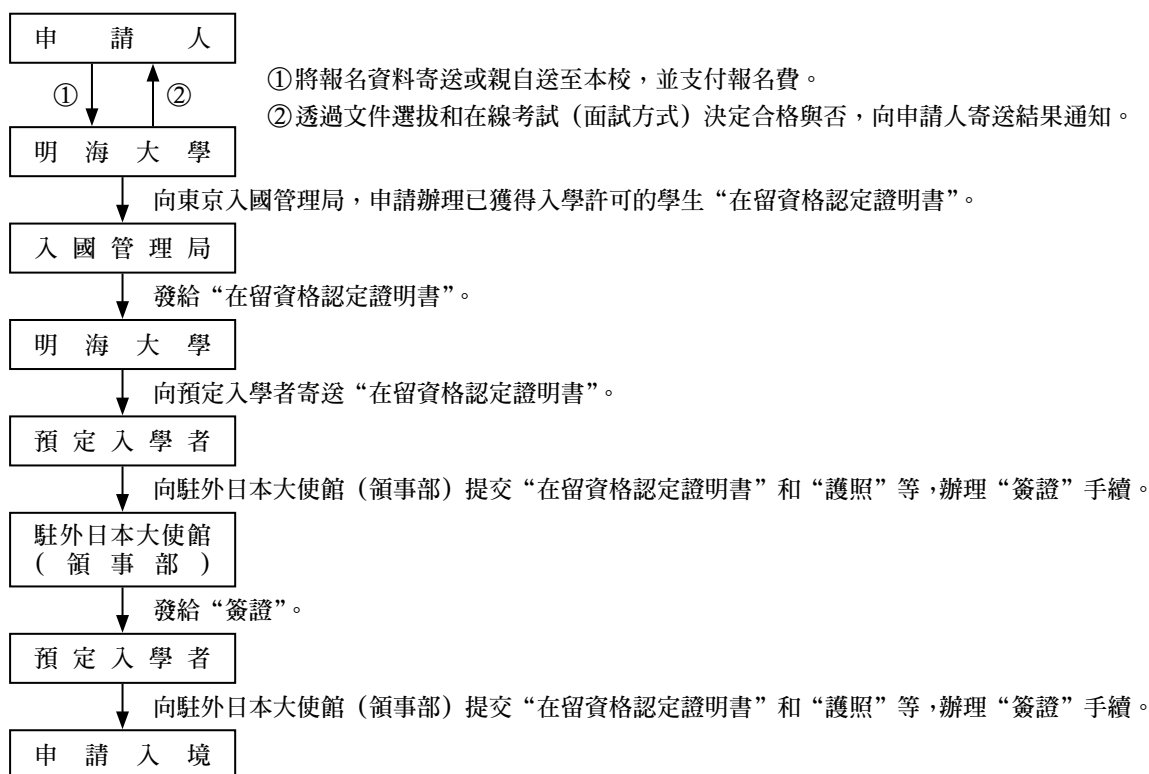 申請人
①將報名資料寄送或親自送至本校，並支付報名費。
① ②
②透過文件選拔和在線考試（面試方式）決定合格與否，向申請人寄送結果通知。
明海大學
向東京入國管理局，申請辦理已獲得入學許可的學生“在留資格認定證明書”。
入國管理局
發給“在留資格認定證明書”。
明海大學
向預定入學者寄送“在留資格認定證明書”。
預定入學者
向駐外日本大使館（領事部）提交“在留資格認定證明書”和“護照”等，辦理“簽證”手續。
駐外日本大使館
(領事部)
發給“簽證”。
預定入學者
向駐外日本大使館（領事部）提交“在留資格認定證明書”和“護照”等，辦理“簽證”手續。
申請入境